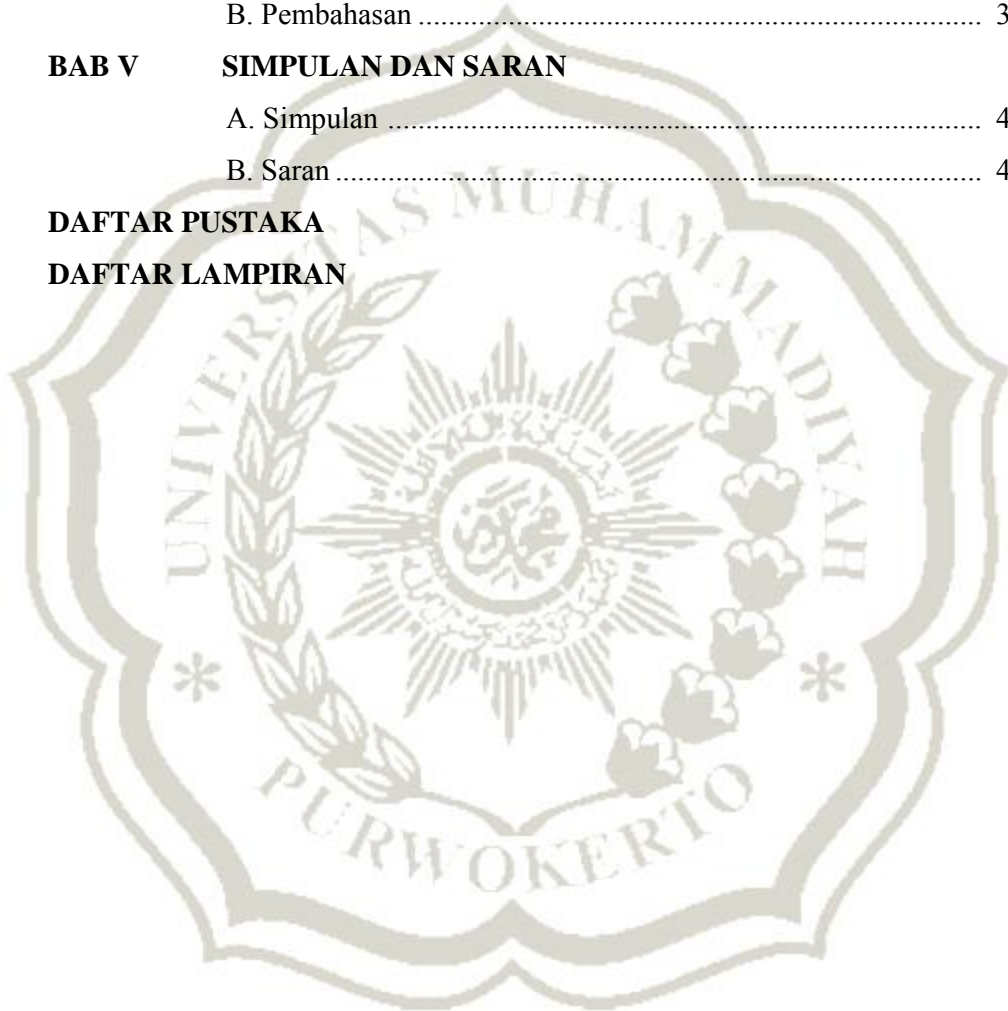 B. Pembahasan ........................................................................... 3
BAB V SIMPULAN DAN SARAN
A. Simpulan ............................................................................... 4
B. Saran ...................................................................................... 4
DAFTAR PUSTAKA
DAFTAR LAMPIRAN
UNIVERSITAS MUHAMMADIYAH
PURWOKERTO